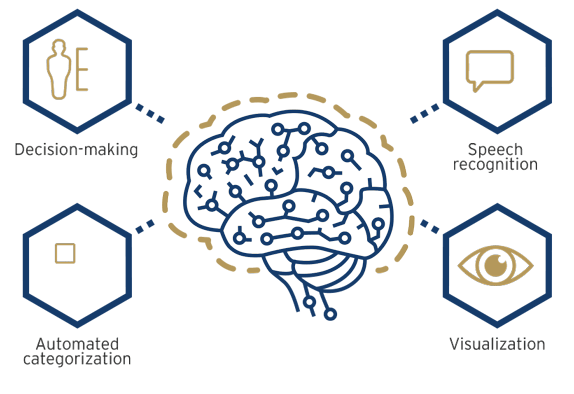 Decision-making
Speech
recognition
Automated
categorization
Visualization